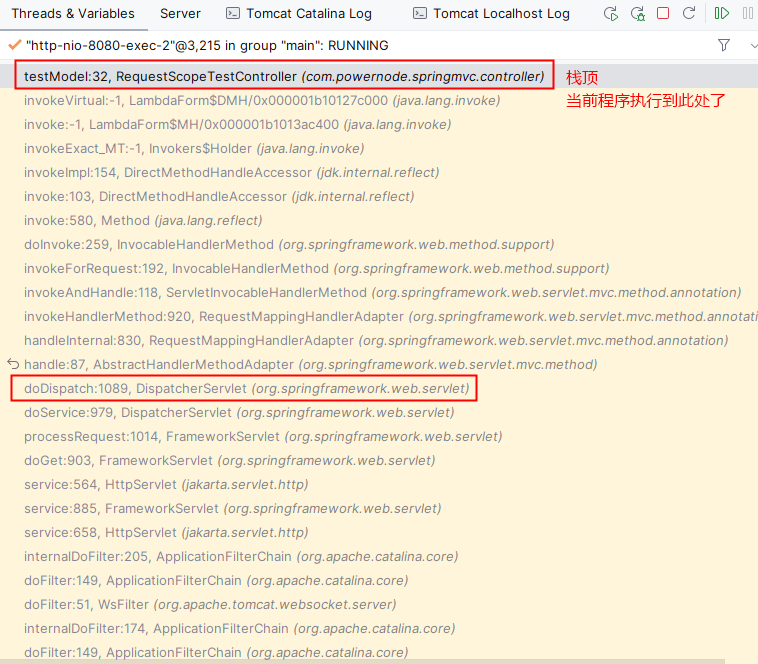 Threads & Variables Server Tomcat Catalina Log Tomcat Localhost Log
"http-nio-8080-exec-2"@3,215 in group "main": RUNNING
testModel:32, RequestScopeTestController (com.powernode.springmvc.controller) 栈顶
invokeVirtual:-1, LambdaForm$DMH/0x000001b10127c000 (java.lang.invoke) 当前程序执行到此处了
invoke:-1, LambdaForm$MH/0x000001b1013ac400 (java.lang.invoke)
invokeExact_MT:-1, Invokers$Holder (java.lang.invoke)
invokeImpl:154, DirectMethodHandleAccessor (jdk.internal.reflect)
invoke:103, DirectMethodHandleAccessor (jdk.internal.reflect)
invoke:580, Method (java.lang.reflect)
doInvoke:259, InvocableHandlerMethod (org.springframework.web.method.support)
invokeForRequest:192, InvocableHandlerMethod (org.springframework.web.method.support)
invokeAndHandle:118, ServletInvocableHandlerMethod (org.springframework.web.servlet.mvc.method.annotation)
invokeHandlerMethod:920, RequestMappingHandlerAdapter (org.springframework.web.servlet.mvc.method.annotati
handleInternal:830, RequestMappingHandlerAdapter (org.springframework.web.servlet.mvc.method.annotation)
handle:87, AbstractHandlerMethodAdapter (org.springframework.web.servlet.mvc.method)
doDispatch:1089, DispatcherServlet (org.springframework.web.servlet)
doService:979, DispatcherServlet (org.springframework.web.servlet)
processRequest:1014, FrameworkServlet (org.springframework.web.servlet)
doGet:903, FrameworkServlet (org.springframework.web.servlet)
service:564, HttpServlet (jakarta.servlet.http)
service:885, FrameworkServlet (org.springframework.web.servlet)
service:658, HttpServlet (jakarta.servlet.http)
internalDoFilter:205, ApplicationFilterChain (org.apache.catalina.core)
doFilter:149, ApplicationFilterChain (org.apache.catalina.core)
doFilter:51, WsFilter (org.apache.tomcat.websocket.server)
internalDoFilter:174, ApplicationFilterChain (org.apache.catalina.core)
doFilter:149, ApplicationFilterChain (org.apache.catalina.core)